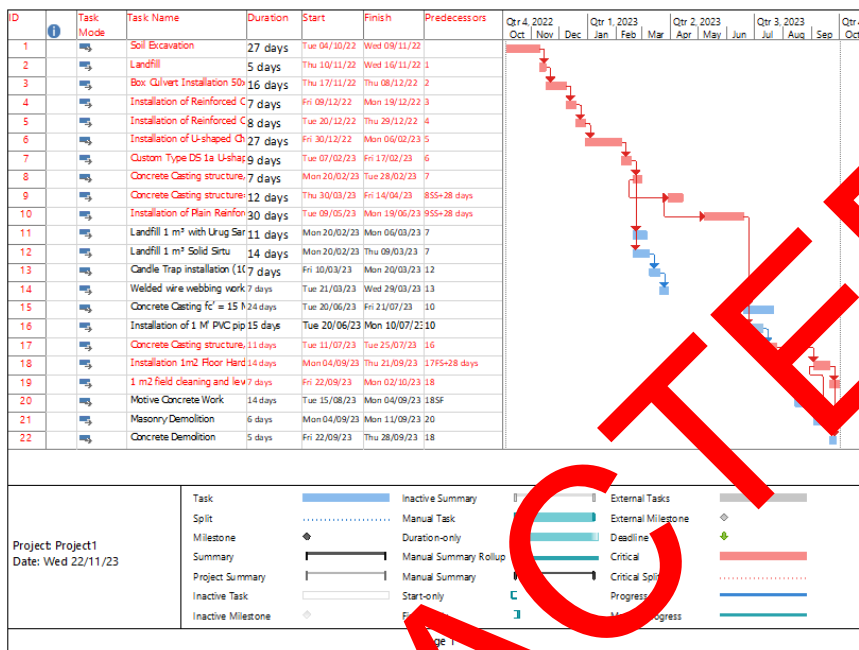 ID Task Mode Task Name Duration Start Finish Predecessors
Qtr 4, 2022 Qtr 1, 2023 Qtr 2, 2023 Qtr 3, 2023 Qtr
Oct Nov Dec Jan Feb Mar Apr May Jun Jul Aug Sep Oct
1 Soil Excavation 27 days Tue 04/10/22 Wed 09/11/22
2 Landfill 5 days Thu 10/11/22 Wed 16/11/22 1
3 Box Culvert Installation 50x 16 days Thu 17/11/22 Thu 08/12/22 2
4 Installation of Reinforced C 7 days Fri 09/12/22 Mon 19/12/22 3
5 Installation of Reinforced C 8 days Tue 20/12/22 Thu 29/12/22 4
6 Installation of U-shaped Ch 27 days Fri 30/12/22 Mon 06/02/23 5
7 Custom Type DS 1a U-shap 9 days Tue 07/02/23 Fri 17/02/23 6
8 Concrete Casting structure, 7 days Mon 20/02/23 Tue 28/02/23 7
9 Concrete Casting structure 12 days Thu 30/03/23 Fri 14/04/23 8SS+28 days
10 Installation of Plain Reinfor 30 days Tue 09/05/23 Mon 19/06/23 9SS+28 days
11 Landfill 1 m³ with Urug Sar 11 days Mon 20/02/23 Mon 06/03/23 7
12 Landfill 1 m³ Solid Sirtu 14 days Mon 20/02/23 Thu 09/03/23 7
13 Candle Trap installation (10 7 days Fri 10/03/23 Mon 20/03/23 12
14 Welded wire webbing work 7 days Tue 21/03/23 Wed 29/03/23 13
15 Concrete Casting fc' = 15 24 days Tue 20/06/23 Fri 21/07/23 10
16 Installation of 1 M' PVC pip 15 days Tue 20/06/23 Mon 10/07/23 10
17 Concrete Casting structure, 11 days Tue 11/07/23 Tue 25/07/23 16
18 Installation 1m2 Floor Hard 14 days Mon 04/09/23 Thu 21/09/23 17FS+28 days
19 1 m2 field cleaning and lev 7 days Fri 22/09/23 Mon 02/10/23 18
20 Motive Concrete Work 14 days Tue 15/08/23 Mon 04/09/23 18SF
21 Masonry Demolition 6 days Mon 04/09/23 Mon 11/09/23 20
22 Concrete Demolition 5 days Fri 22/09/23 Thu 28/09/23 18
Project: Project1
Date: Wed 22/11/23
Task Inactive Summary External Tasks
Split Manual Task External Milestone
Milestone Duration-only Deadline
Summary Manual Summary Rollup Critical
Project Summary Manual Summary Critical Split
Inactive Task Start-only Progress
Inactive Milestone
ACTE